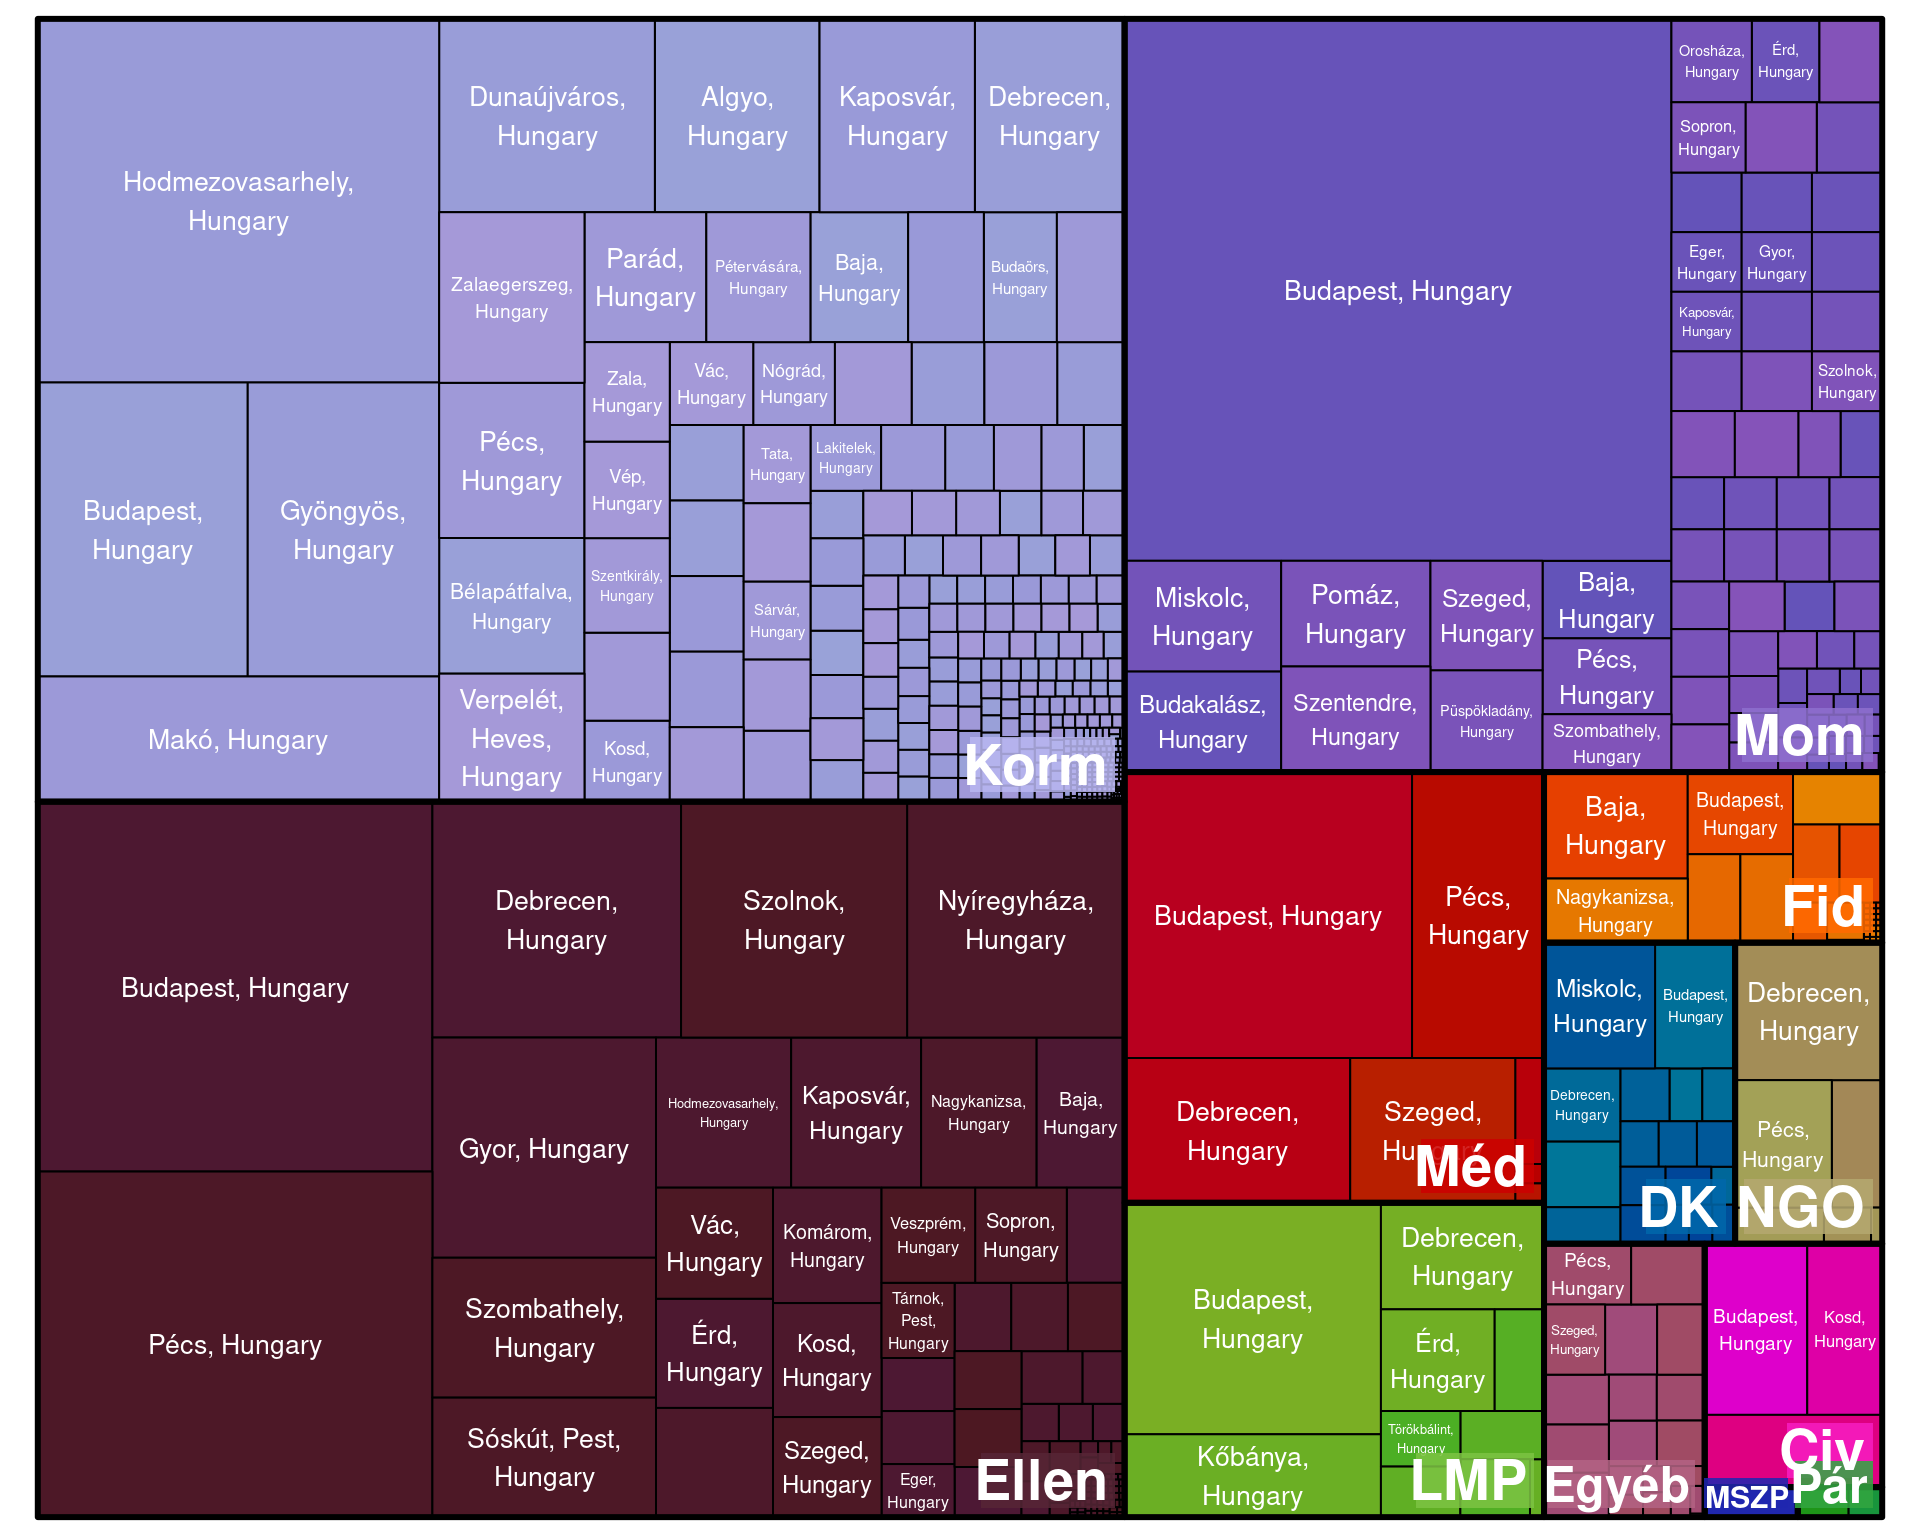 Hodmezovasarhely,
Hungary
Dunaújváros,
Hungary
Algyo,
Hungary
Kaposvár,
Hungary
Debrecen,
Hungary
Zalaegerszeg,
Hungary
Parád,
Hungary
Pétervására,
Hungary
Baja,
Hungary
Budaörs,
Hungary
Zala,
Hungary
Vác,
Hungary
Nógrád,
Hungary
Budapest,
Hungary
Gyöngyös,
Hungary
Pécs,
Hungary
Vép,
Hungary
Tata,
Hungary
Lakitelek,
Hungary
Bélapátfalva,
Hungary
Szentkirály,
Hungary
Sárvár,
Hungary
Makó, Hungary
Verpelét,
Heves,
Hungary
Kosd,
Hungary
Korm
Budapest, Hungary
Orosháza,
Hungary
Érd,
Hungary
Sopron,
Hungary
Eger,
Hungary
Gyor,
Hungary
Kaposvár,
Hungary
Szolnok,
Hungary
Miskolc,
Hungary
Pomáz,
Hungary
Szeged,
Hungary
Baja,
Hungary
Pécs,
Hungary
Budakalász,
Hungary
Szentendre,
Hungary
Püspökladány,
Hungary
Szombathely,
Hungary
Mom
Budapest, Hungary
Debrecen,
Hungary
Szolnok,
Hungary
Nyíregyháza,
Hungary
Gyor, Hungary
Hodmezovasarhely,
Hungary
Kaposvár,
Hungary
Nagykanizsa,
Hungary
Baja,
Hungary
Pécs, Hungary
Szombathely,
Hungary
Sóskút, Pest,
Hungary
Vác,
Hungary
Komárom,
Hungary
Veszprém,
Hungary
Sopron,
Hungary
Érd,
Hungary
Kosd,
Hungary
Tárnok,
Pest,
Hungary
Szeged,
Hungary
Eger,
Hungary
Ellen
Budapest, Hungary
Pécs,
Hungary
Debrecen,
Hungary
Szeged,
Méd
Baja,
Hungary
Budapest,
Hungary
Nagykanizsa,
Hungary
Fid
Miskolc,
Hungary
Budapest,
Hungary
Debrecen,
Hungary
DK
Debrecen,
Hungary
Pécs,
Hungary
NGO
Budapest,
Hungary
Debrecen,
Hungary
Érd,
Hungary
Törökbálint,
Hungary
Kőbánya,
Hungary
LMP
Pécs,
Hungary
Szeged,
Hungary
Egyéb
Budapest,
Hungary
Kosd,
Hungary
Civ
MSZP
Pár